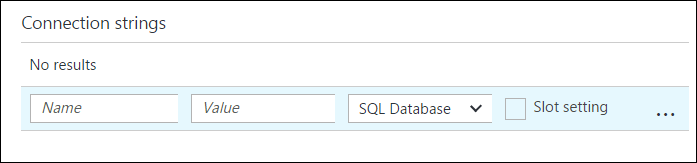 Connection strings
No results
Name Value SQL Database Slot setting ...